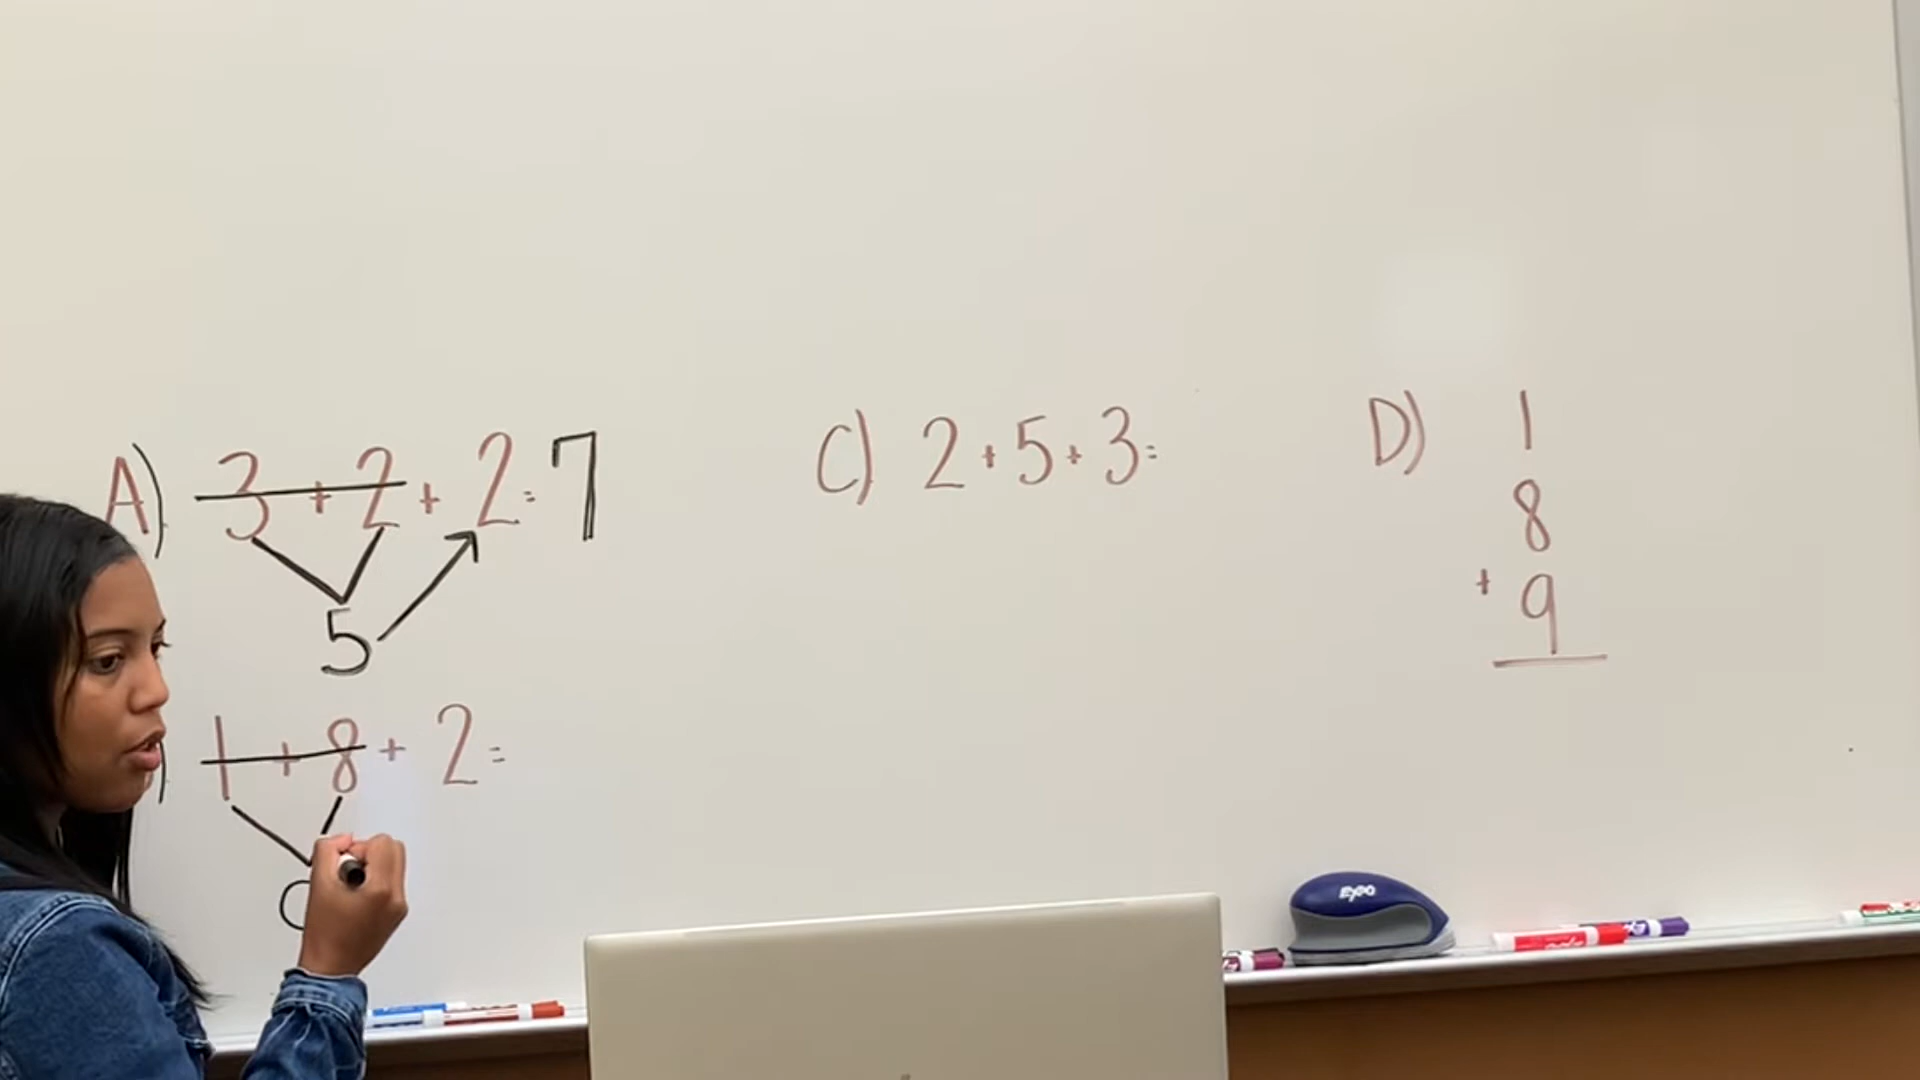 A) 3 + 2 + 2 = 7
5
) 1 + 8 + 2 =
C) 2 + 5 + 3 =
D) 1
8
+ 9
EXPO